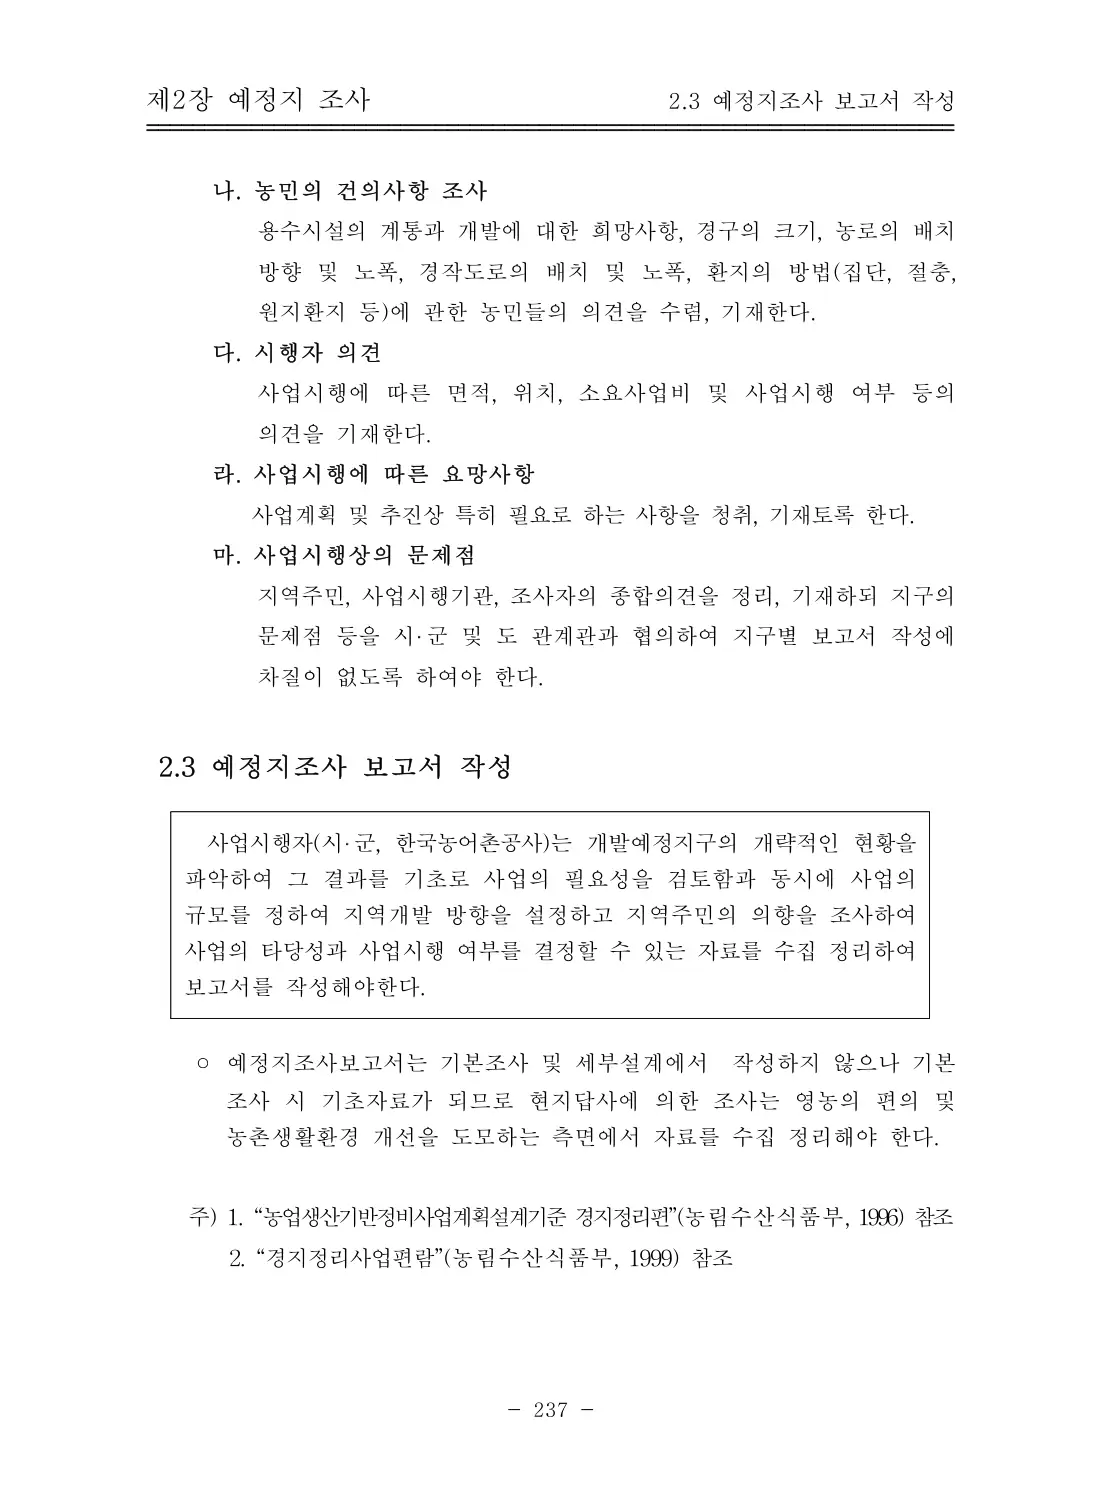 제2장 예정지 조사
2.3 예정지조사 보고서 작성
나. 농민의 건의사항 조사
용수시설의 계통과 개발에 대한 희망사항, 경구의 크기, 농로의 배치
방향 및 노폭, 경작도로의 배치 및 노폭, 환지의 방법(집단, 절충,
원지환지 등)에 관한 농민들의 의견을 수렴, 기재한다.
다. 시행자 의견
사업시행에 따른 면적, 위치, 소요사업비 및 사업시행 여부 등의
의견을 기재한다.
라. 사업시행에 따른 요망사항
사업계획 및 추진상 특히 필요로 하는 사항을 청취, 기재토록 한다.
마. 사업시행상의 문제점
지역주민, 사업시행기관, 조사자의 종합의견을 정리, 기재하되 지구의
문제점 등을 시·군 및 도 관계관과 협의하여 지구별 보고서 작성에
차질이 없도록 하여야 한다.
2.3 예정지조사 보고서 작성
사업시행자(시·군, 한국농어촌공사)는 개발예정지구의 개략적인 현황을
파악하여 그 결과를 기초로 사업의 필요성을 검토함과 동시에 사업의
규모를 정하여 지역개발 방향을 설정하고 지역주민의 의향을 조사하여
사업의 타당성과 사업시행 여부를 결정할 수 있는 자료를 수집 정리하여
보고서를 작성해야한다.
○ 예정지조사보고서는 기본조사 및 세부설계에서 작성하지 않으나 기본
조사 시 기초자료가 되므로 현지답사에 의한 조사는 영농의 편의 및
농촌생활환경 개선을 도모하는 측면에서 자료를 수집 정리해야 한다.
주) 1. “농업생산기반정비사업계획설계기준 경지정리편”(농림수산식품부, 1996) 참조
2. “경지정리사업편람”(농림수산식품부, 1999) 참조
- 237 -